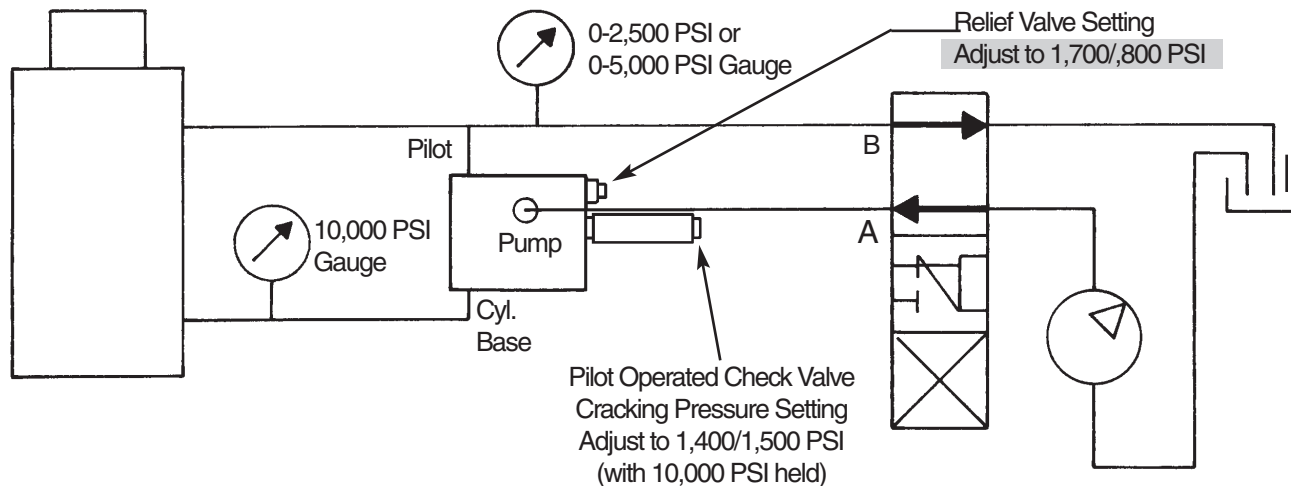 0-2,500 PSI or
0-5,000 PSI Gauge
Relief Valve Setting
Adjust to 1,700/,800 PSI
Pilot
B
10,000 PSI
Gauge
Pump
A
Cyl.
Base
Pilot Operated Check Valve
Cracking Pressure Setting
Adjust to 1,400/1,500 PSI
(with 10,000 PSI held)